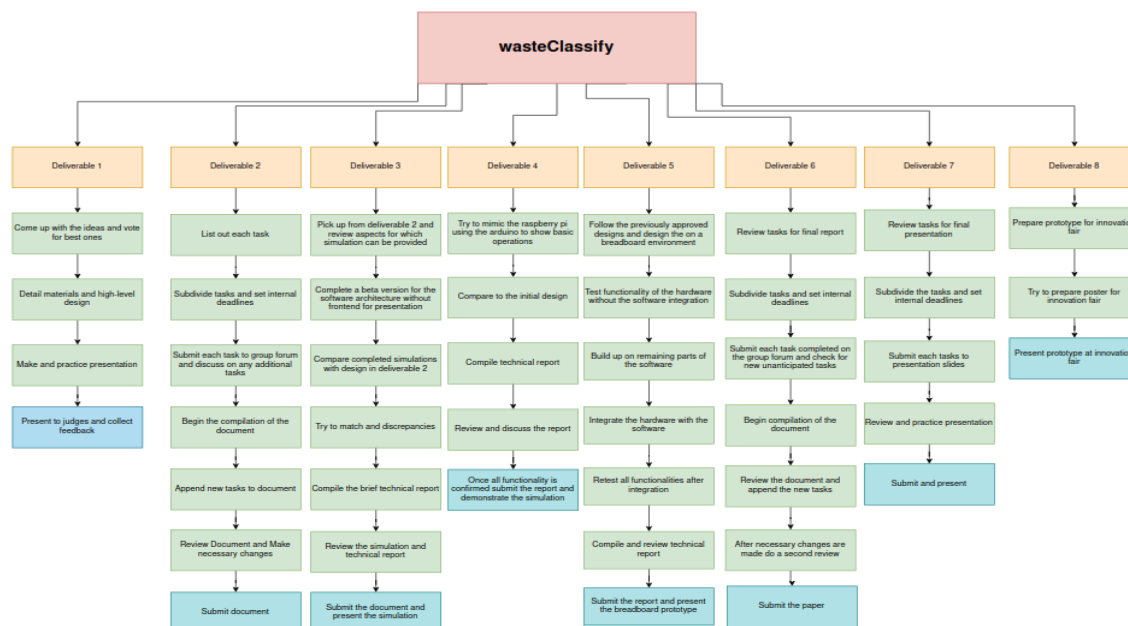 wasteClassify
Deliverable 1
Deliverable 2
Deliverable 3
Deliverable 4
Deliverable 5
Deliverable 6
Deliverable 7
Deliverable 8
Come up with the ideas and vote for
best ones
Detail materials and high-level
design
Make and practice presentation
Present to judges and collect
feedback
List out each task
Subdivide tasks and set internal
deadlines
Submit each task to group forum
and discuss on any additional
tasks
Begin the compilation of the
document
Append new tasks to document
Review Document and Make
necessary changes
Submit document
Pick up from deliverable 2 and
review aspects for which
simulation can be provided
Complete a beta version for the
software architecture without
frontend for presentation
Compare completed simulations
with design in deliverable 2
Try to match and discrepancies
Compile the brief technical report
Review the simulation and
technical report
Submit the document and
present the simulation
Try to mimic the raspberry pi
using the arduino to show basic
operations
Compare to the initial design
Compile technical report
Review and discuss the report
Once all functionality is
confirmed submit the report and
demonstrate the simulation
Follow the previously approved
designs and design the on a
breadboard environment
Test functionality of the hardware
without the software integration
Build up on remaining parts of
the software
Integrate the hardware with the
software
Retest all functionalities after
integration
Compile and review technical
report
Submit the report and present
the breadboard prototype
Review tasks for final report
Subdivide tasks and set internal
deadlines
Submit each task completed on
the group forum and check for
new unanticipated tasks
Begin compilation of the
document
Review the document and
append the new tasks
After necessary changes are
made do a second review
Submit the paper
Review tasks for final
presentation
Subdivide the tasks and set
internal deadlines
Submit each tasks to
presentation slides
Review and practice presentation
Submit and present
Prepare prototype for innovation
fair
Try to prepare poster for
innovation fair
Present prototype at innovation
fair